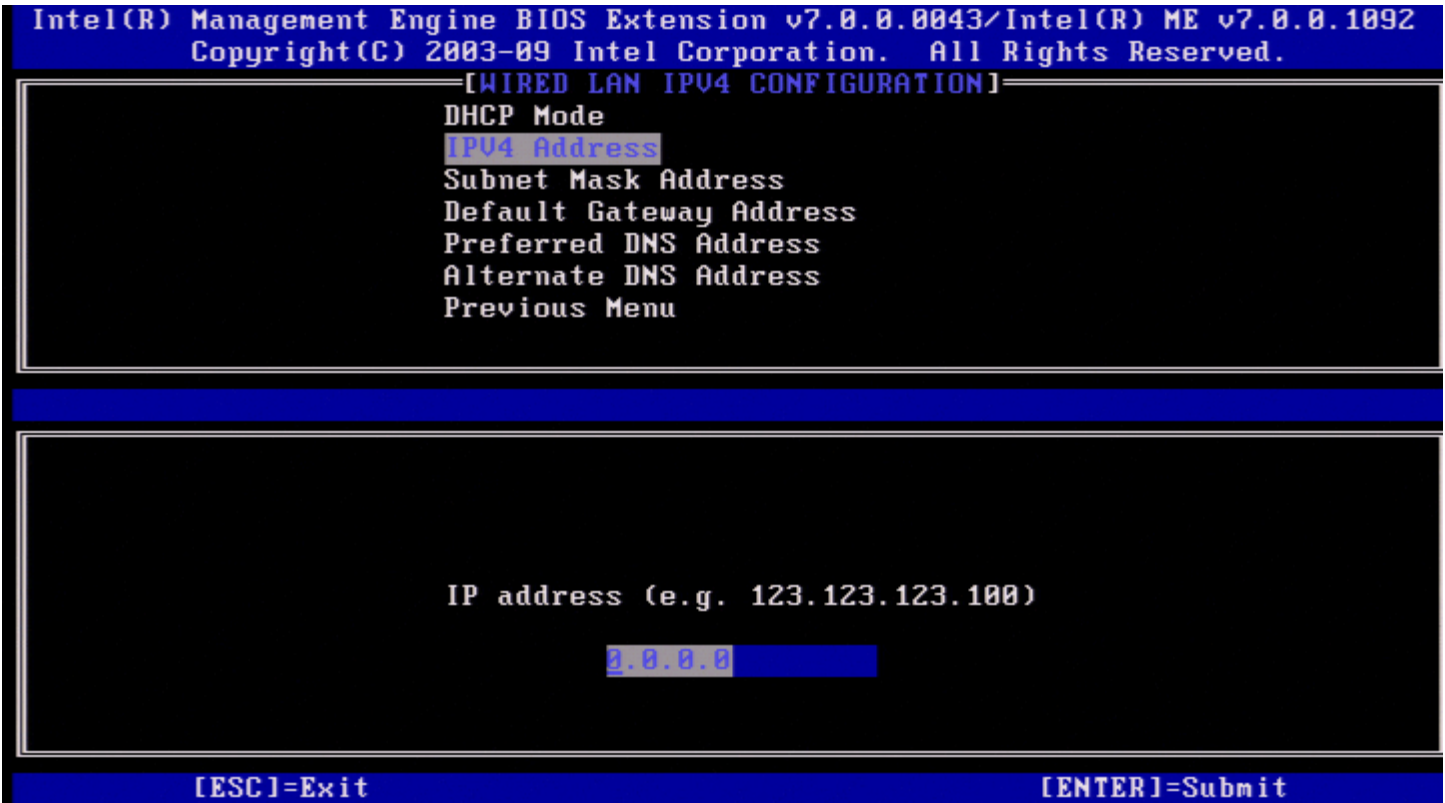 Intel(R) Management Engine BIOS Extension v7.0.0.0043/Intel(R) ME v7.0.0.1092
Copyright(C) 2003-09 Intel Corporation. All Rights Reserved.
[WIRED LAN IPV4 CONFIGURATION]
DHCP Mode
IPV4 Address
Subnet Mask Address
Default Gateway Address
Preferred DNS Address
Alternate DNS Address
Previous Menu
IP address (e.g. 123.123.123.100)
0.0.0.0
[ESC]=Exit [ENTER]=Submit